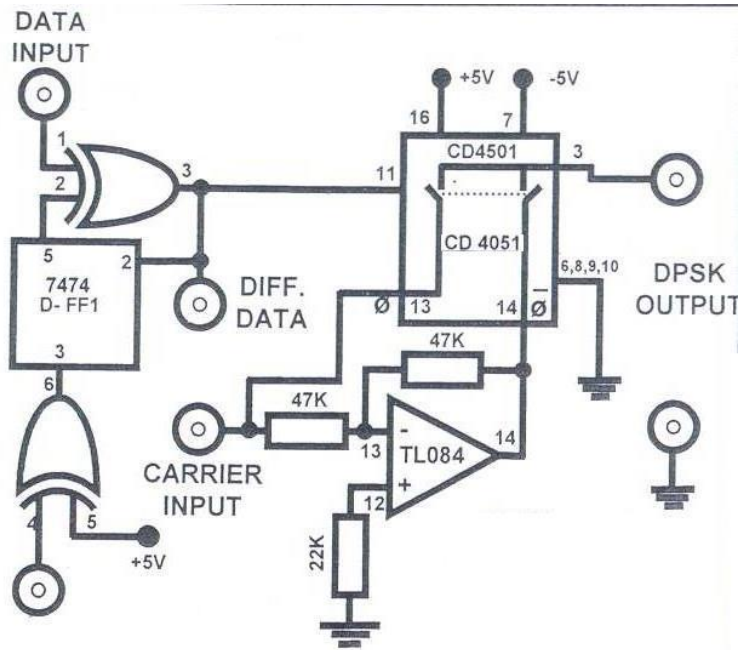 DATA
INPUT
+5V
-5V
16
7
1
2
3
CD4501
3
11
5
2
7474
D- FF1
CD 4051
6,8,9,10
DPSK
OUTPUT
DIFF.
DATA
Ø
13
14
Ø
3
6
47K
47K
13
-
14
TL084
CARRIER
INPUT
12
+
4
5
+5V
22K